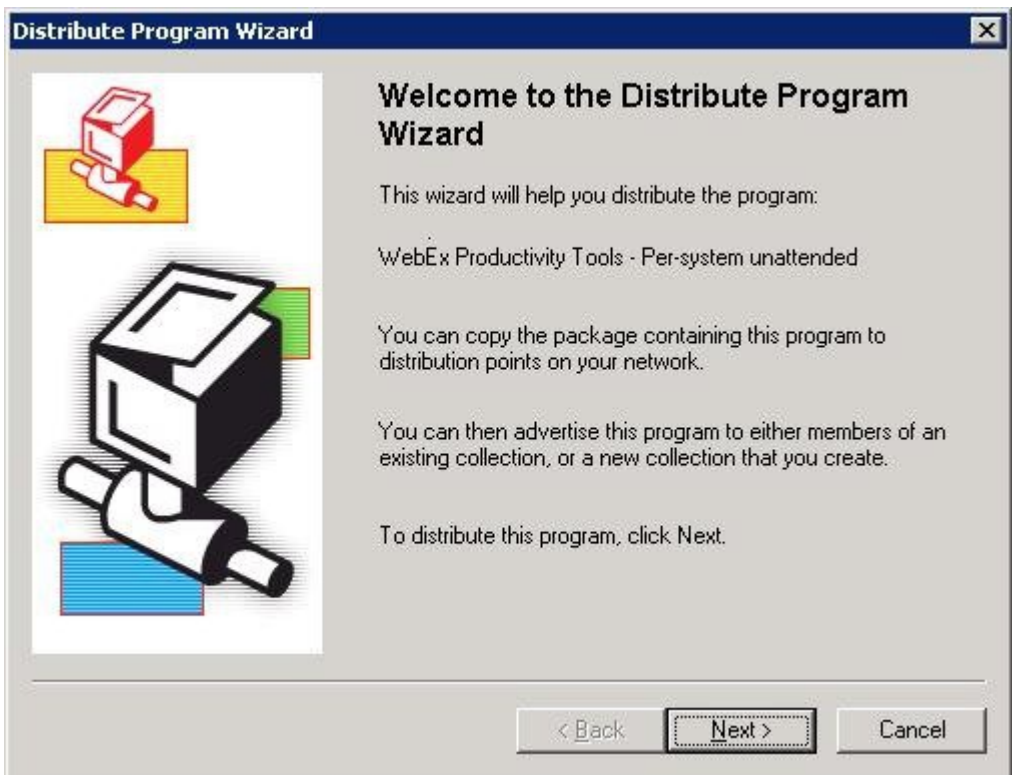 Distribute Program Wizard
Welcome to the Distribute Program
Wizard
This wizard will help you distribute the program:
WebEx Productivity Tools - Per-system unattended
You can copy the package containing this program to
distribution points on your network.
You can then advertise this program to either members of an
existing collection, or a new collection that you create.
To distribute this program, click Next.
< Back
Next >
Cancel